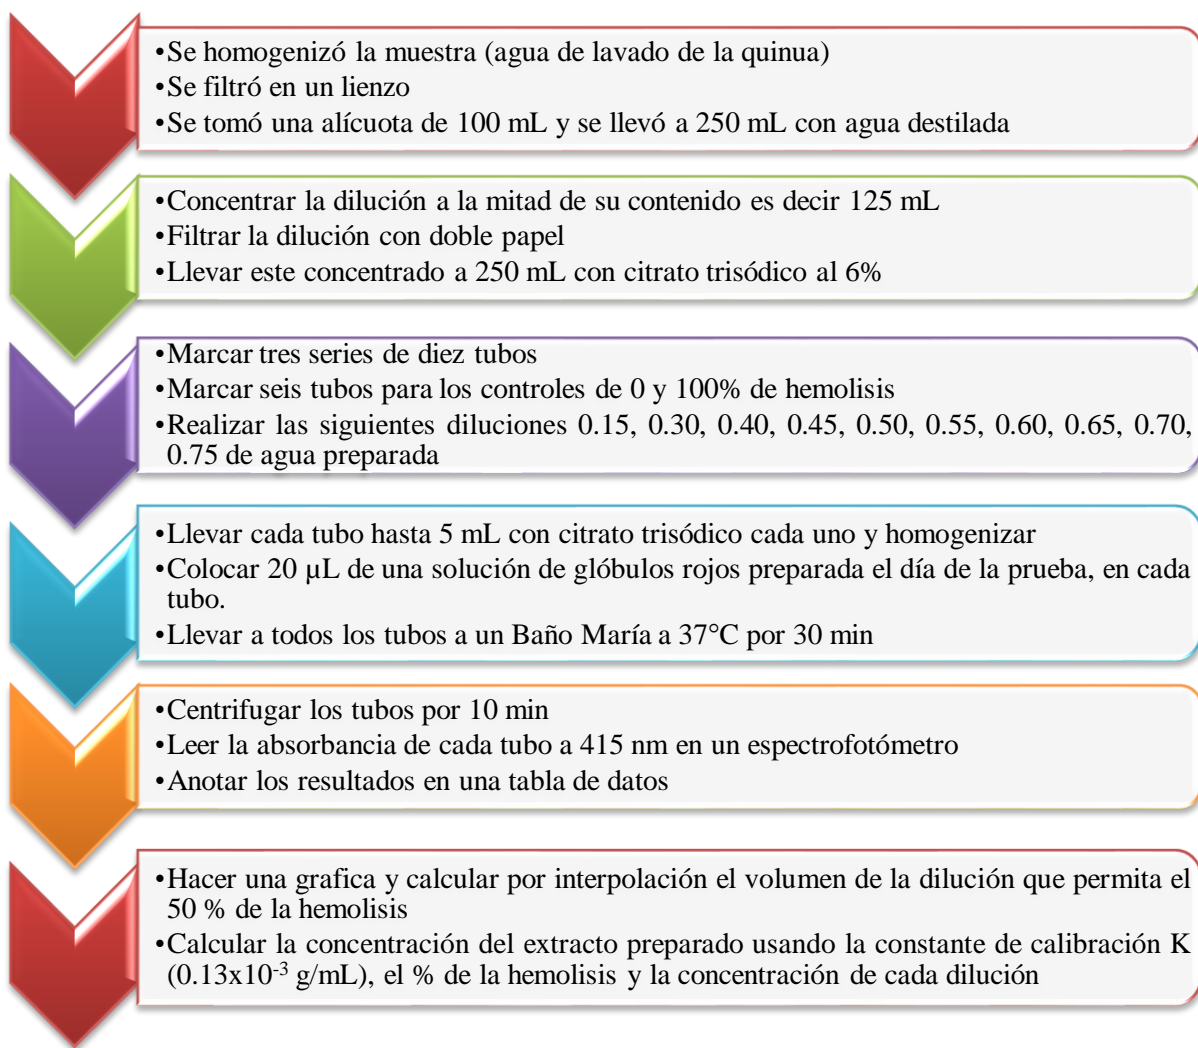 •Se homogenizó la muestra (agua de lavado de la quinua)
•Se filtró en un lienzo
•Se tomó una alícuota de 100 mL y se llevó a 250 mL con agua destilada
•Concentrar la dilución a la mitad de su contenido es decir 125 mL
•Filtrar la dilución con doble papel
•Llevar este concentrado a 250 mL con citrato trisódico al 6%
•Marcar tres series de diez tubos
•Marcar seis tubos para los controles de 0 y 100% de hemolisis
•Realizar las siguientes diluciones 0.15, 0.30, 0.40, 0.45, 0.50, 0.55, 0.60, 0.65, 0.70,
0.75 de agua preparada
•Llevar cada tubo hasta 5 mL con citrato trisódico cada uno y homogenizar
•Colocar 20 µL de una solución de glóbulos rojos preparada el día de la prueba, en cada
tubo.
•Llevar a todos los tubos a un Baño María a 37°C por 30 min
•Centrifugar los tubos por 10 min
•Leer la absorbancia de cada tubo a 415 nm en un espectrofotómetro
•Anotar los resultados en una tabla de datos
•Hacer una grafica y calcular por interpolación el volumen de la dilución que permita el
50 % de la hemolisis
•Calcular la concentración del extracto preparado usando la constante de calibración K
(0.13x10⁻³ g/mL), el % de la hemolisis y la concentración de cada dilución